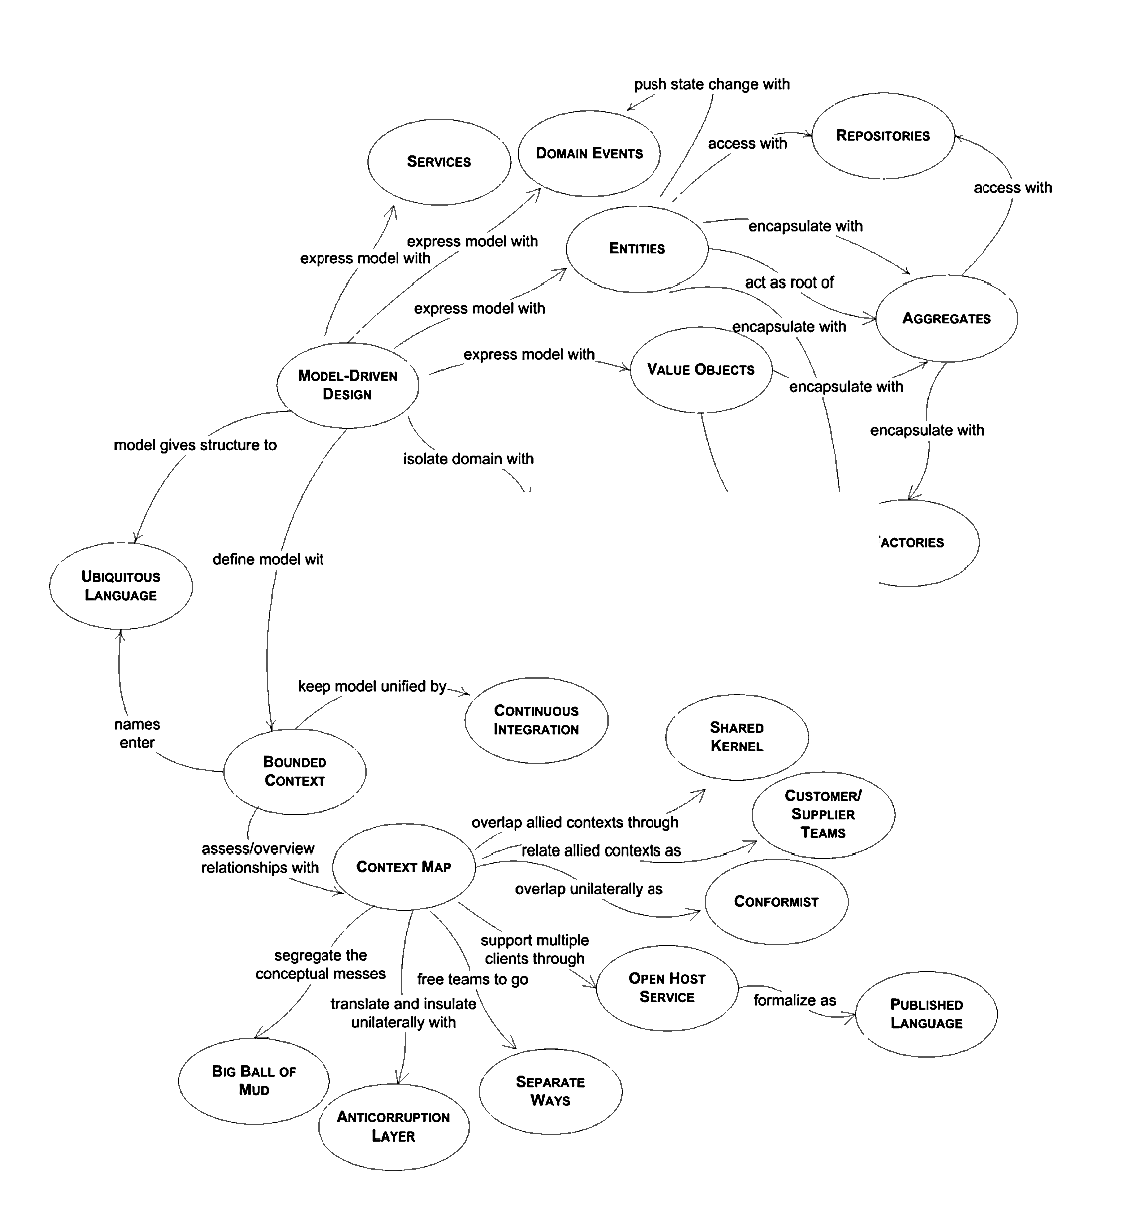 push state change with
SERVICES
DOMAIN EVENTS
access with
REPOSITORIES
access with
express model with
express model with
ENTITIES
encapsulate with
act as root of
express model with
encapsulate with
AGGREGATES
MODEL-DRIVEN
DESIGN
express model with
VALUE OBJECTS
encapsulate with
model gives structure to
isolate domain with
encapsulate with
ACTORIES
define model wit
UBIQUITOUS
LANGUAGE
keep model unified by
CONTINUOUS
INTEGRATION
names
enter
BOUNDED
CONTEXT
SHARED
KERNEL
CUSTOMER/
SUPPLIER
TEAMS
overlap allied contexts through
relate allied contexts as
assess/overview
relationships with
CONTEXT MAP
overlap unilaterally as
CONFORMIST
segregate the
conceptual messes
support multiple
clients through
free teams to go
translate and insulate
unilaterally with
OPEN HOST
SERVICE
formalize as
PUBLISHED
LANGUAGE
BIG BALL OF
MUD
ANTICORRUPTION
LAYER
SEPARATE
WAYS